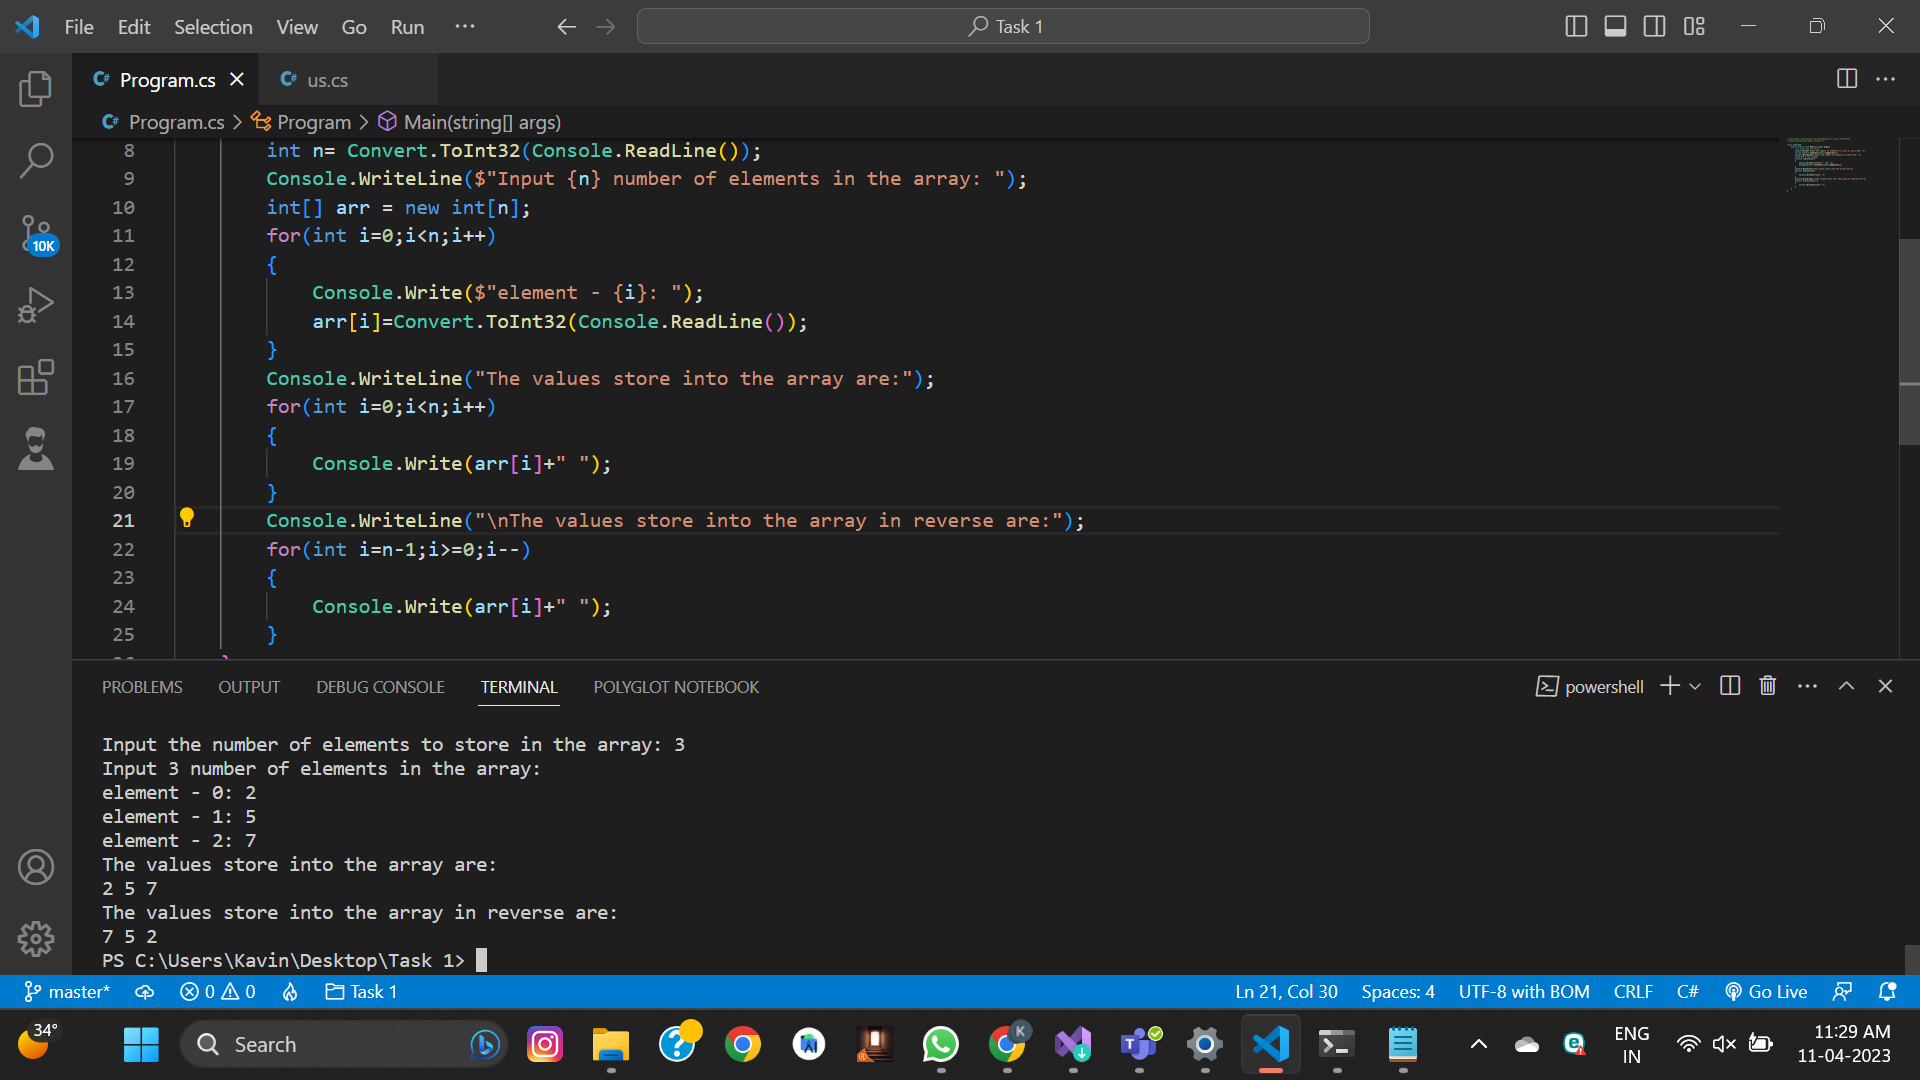 File Edit Selection View Go Run ··· Task 1
C# Program.cs C# us.cs
C# Program.cs > Program > Main(string[] args)
8 int n= Convert.ToInt32(Console.ReadLine());
9 Console.WriteLine($"Input {n} number of elements in the array: ");
10 int[] arr = new int[n];
11 for(int i=0;i<n;i++)
12 {
13 Console.Write($"element - {i}: ");
14 arr[i]=Convert.ToInt32(Console.ReadLine());
15 }
16 Console.WriteLine("The values store into the array are:");
17 for(int i=0;i<n;i++)
18 {
19 Console.Write(arr[i]+" ");
20 }
21 Console.WriteLine("\nThe values store into the array in reverse are:");
22 for(int i=n-1;i>=0;i--)
23 {
24 Console.Write(arr[i]+" ");
25 }
10K
PROBLEMS OUTPUT DEBUG CONSOLE TERMINAL POLYGLOT NOTEBOOK powershell
Input the number of elements to store in the array: 3
Input 3 number of elements in the array:
element - 0: 2
element - 1: 5
element - 2: 7
The values store into the array are:
2 5 7
The values store into the array in reverse are:
7 5 2
PS C:\Users\Kavin\Desktop\Task 1>
master* 0 0 Task 1 Ln 21, Col 30 Spaces: 4 UTF-8 with BOM CRLF C# Go Live
34° Search K ENG 11:29 AM
IN 11-04-2023